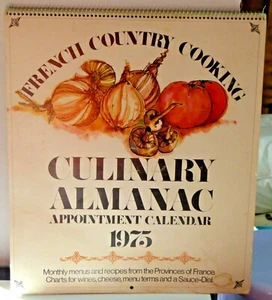 FRENCH COUNTRY COOKING
CULINARY
ALMANAC
APPOINTMENT CALENDAR
1975
Monthly menus and recipes from the Provinces of France.
Charts for wines, cheese, menu terms and a Sauce-Dial